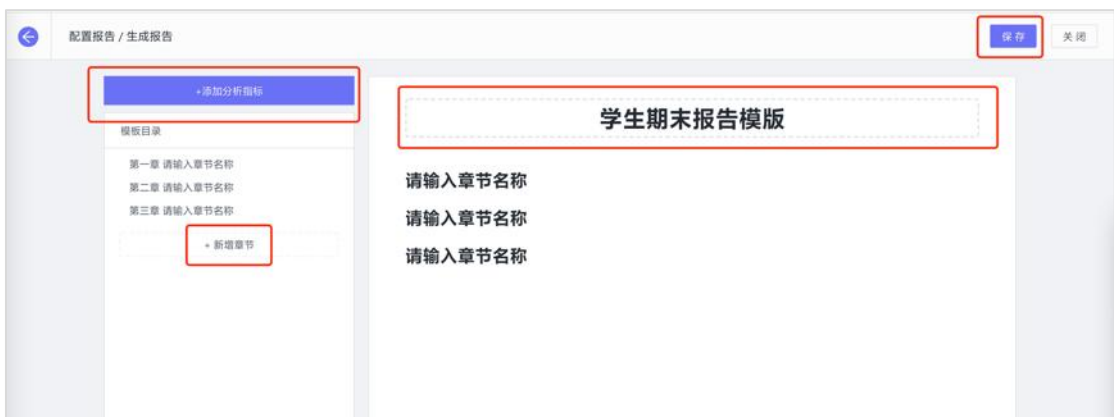 配置报告 / 生成报告
保存
关闭
+添加分析指标
模板目录
第一章 请输入章节名称
第二章 请输入章节名称
第三章 请输入章节名称
+ 新增章节
学生期末报告模版
请输入章节名称
请输入章节名称
请输入章节名称